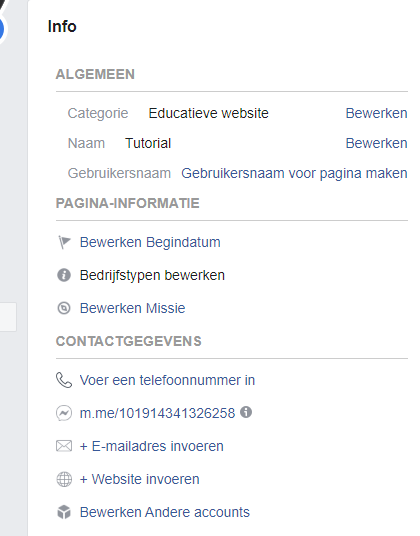 Info
ALGEMEEN
Categorie Educatieve website Bewerken
Naam Tutorial Bewerken
Gebruikersnaam Gebruikersnaam voor pagina maken
PAGINA-INFORMATIE
Bewerken Begindatum
Bedrijfstypen bewerken
Bewerken Missie
CONTACTGEGEVENS
Voer een telefoonnummer in
m.me/101914341326258
+ E-mailadres invoeren
+ Website invoeren
Bewerken Andere accounts